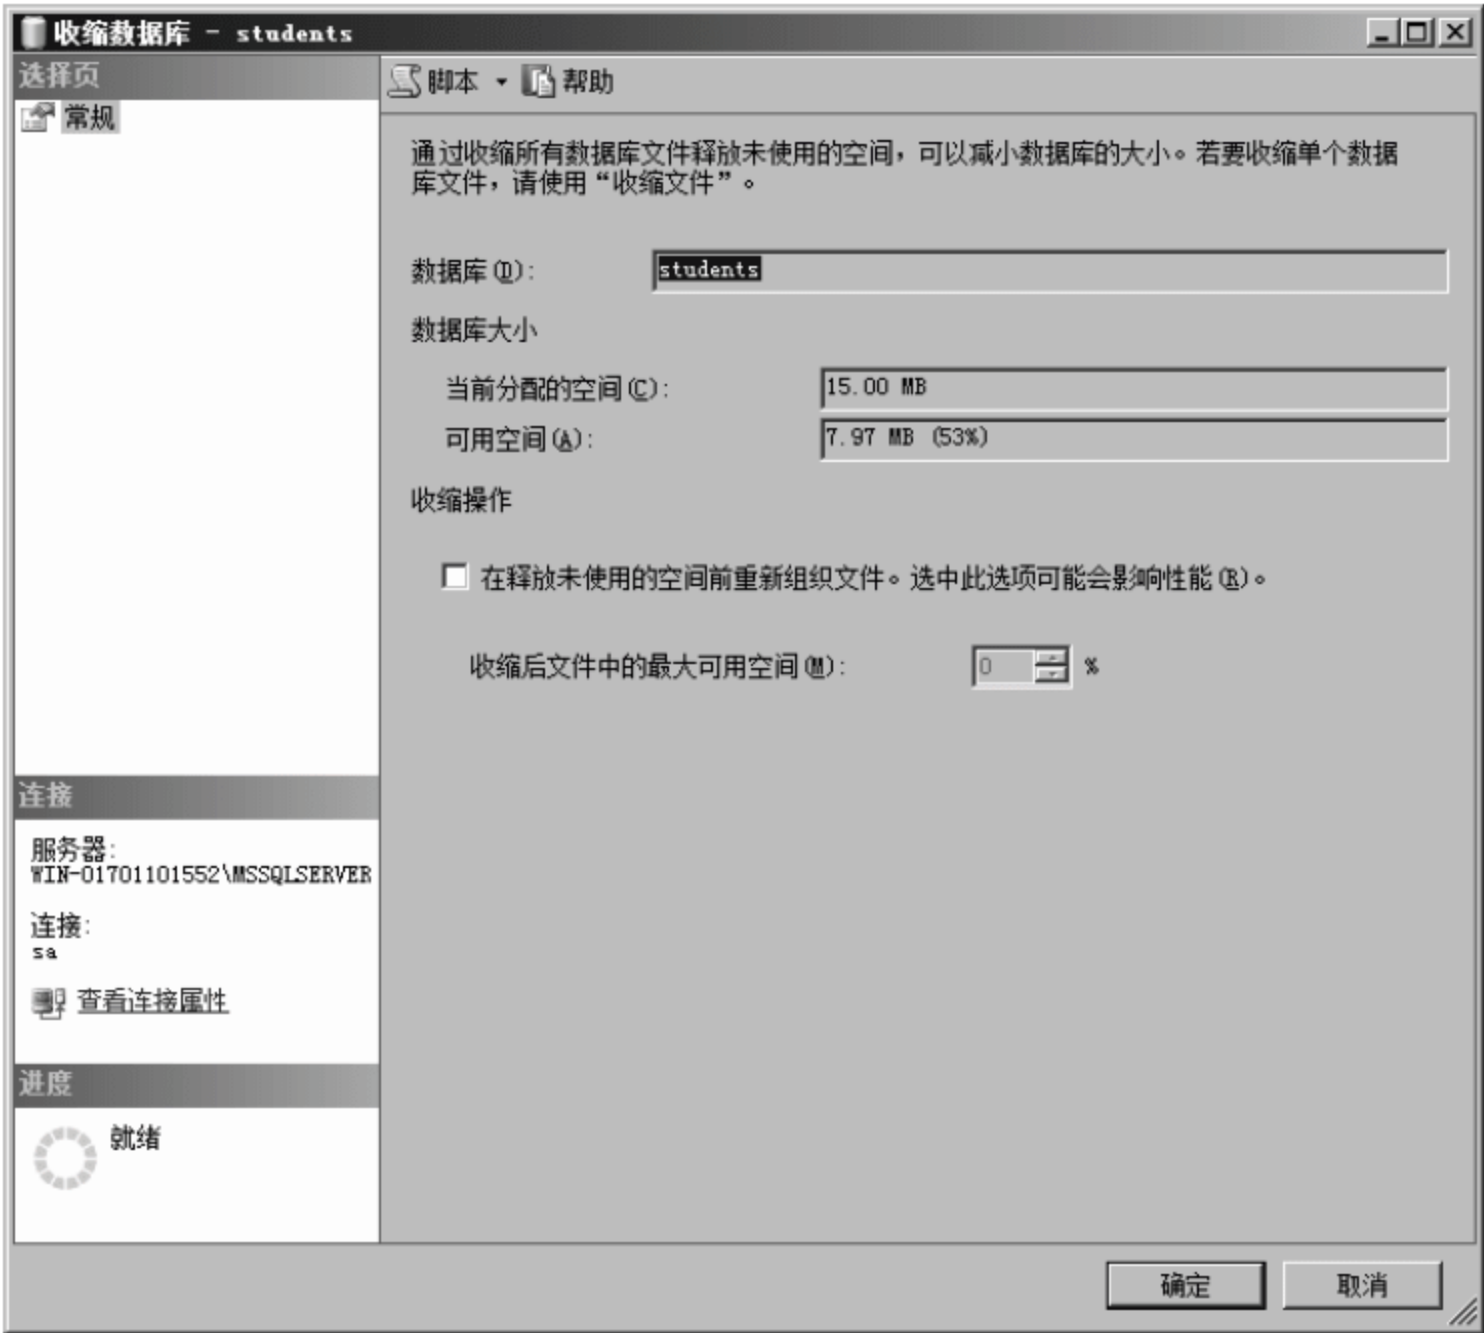 收缩数据库 - students
选择页
常规
脚本 帮助
通过收缩所有数据库文件释放未使用的空间，可以减小数据库的大小。若要收缩单个数据
库文件，请使用“收缩文件”。
数据库(D): students
数据库大小
当前分配的空间(C): 15.00 MB
可用空间(A): 7.97 MB (53%)
收缩操作
在释放未使用的空间前重新组织文件。选中此选项可能会影响性能(R)。
收缩后文件中的最大可用空间(M): 0 %
连接
服务器:
WIN-01701101552\MSSQLSERVER
连接:
sa
查看连接属性
进度
就绪
确定 取消